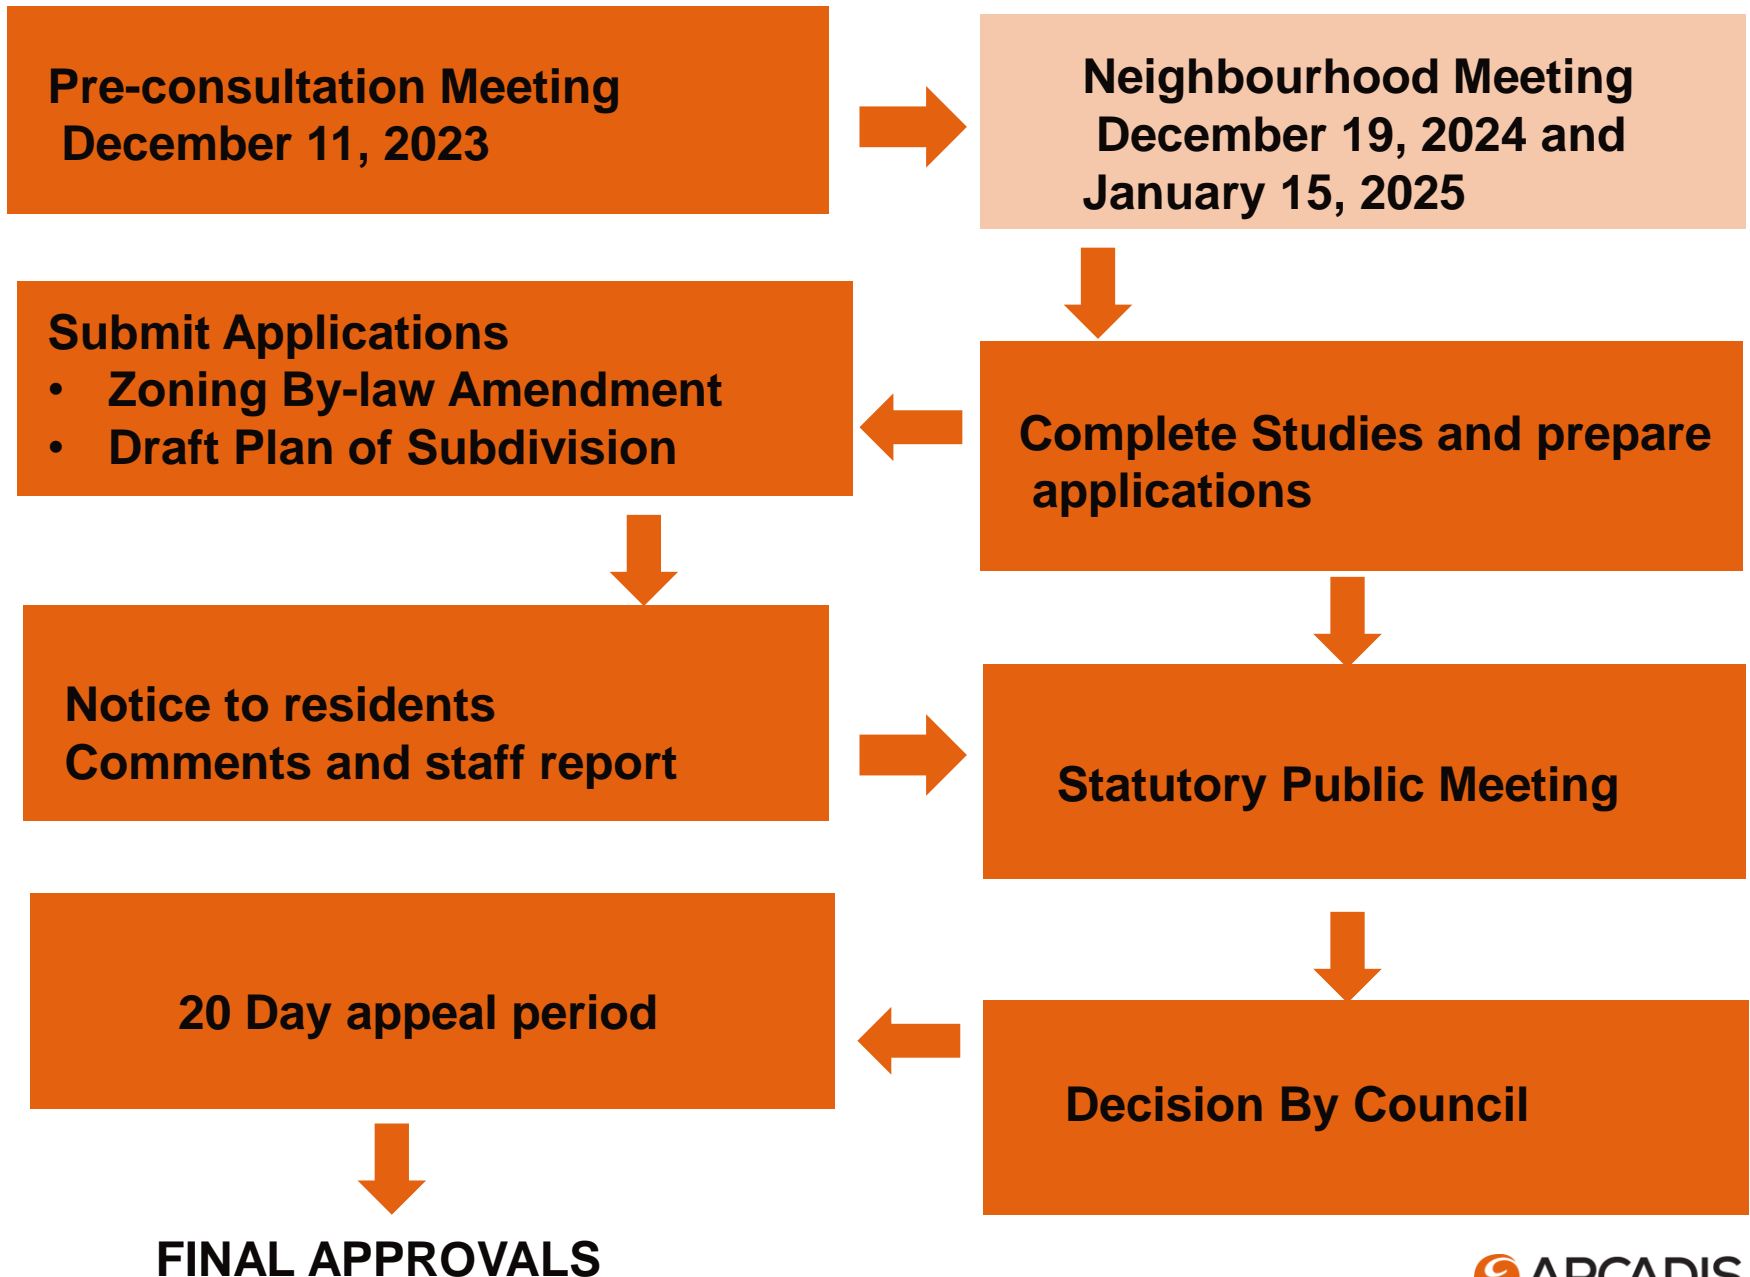 Pre-consultation Meeting
December 11, 2023
Neighbourhood Meeting
December 19, 2024 and
January 15, 2025
Submit Applications
• Zoning By-law Amendment
• Draft Plan of Subdivision
Complete Studies and prepare
applications
Notice to residents
Comments and staff report
Statutory Public Meeting
20 Day appeal period
Decision By Council
FINAL APPROVALS
ARCADIS